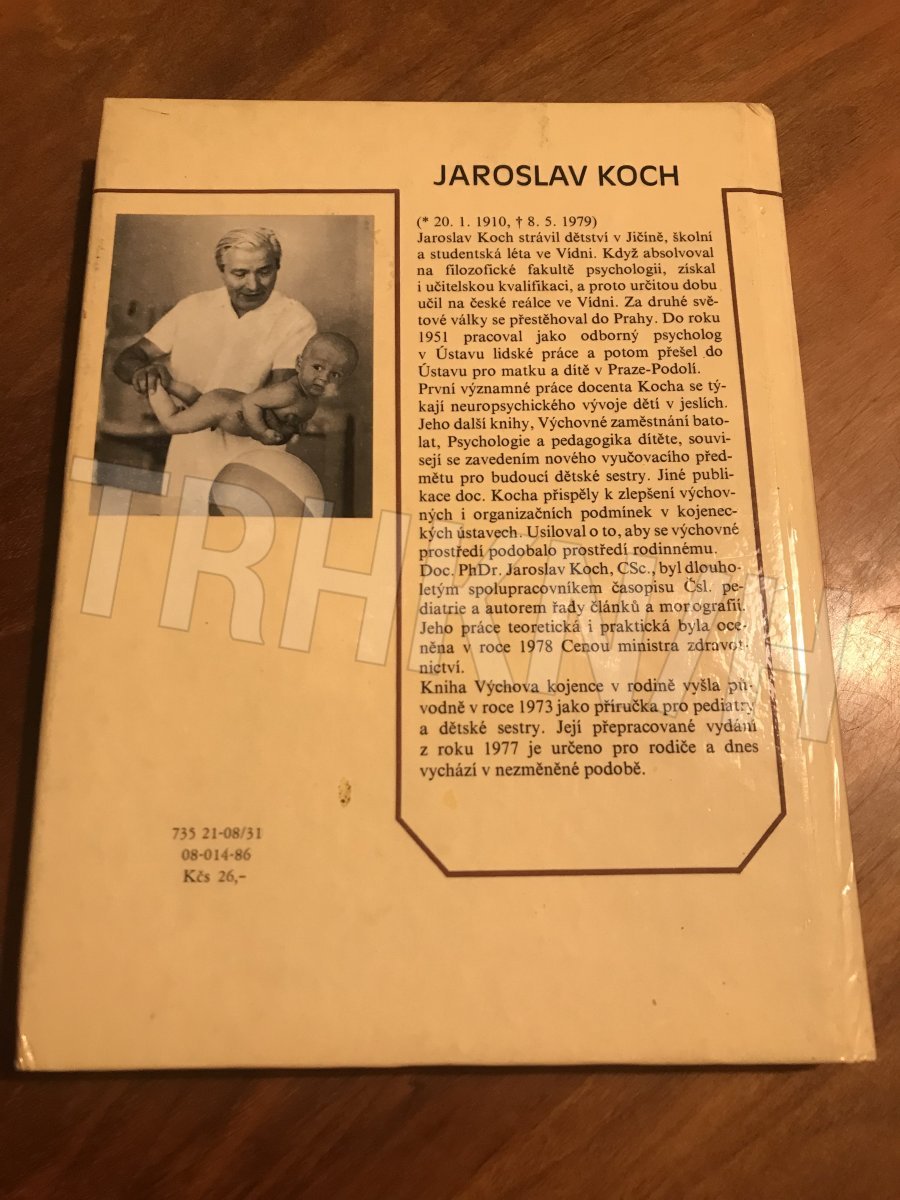 JAROSLAV KOCH
(* 20. 1. 1910, † 8. 5. 1979)
Jaroslav Koch strávil dětství v Jičíně, školní
a studentská léta ve Vídni. Když absolvoval
na filozofické fakultě psychologii, získal
i učitelskou kvalifikaci, a proto určitou dobu
učil na české reálce ve Vídni. Za druhé svě-
tové války se přestěhoval do Prahy. Do roku
1951 pracoval jako odborný psycholog
v Ústavu lidské práce a potom přešel do
Ústavu pro matku a dítě v Praze-Podolí.
První významné práce docenta Kocha se tý-
kají neuropsychického vývoje dětí v jeslích.
Jeho další knihy, Výchovné zaměstnání bato-
lat, Psychologie a pedagogika dítěte, souvi-
sejí se zavedením nového vyučovacího před-
mětu pro budoucí dětské sestry. Jiné publi-
kace doc. Kocha přispěly k zlepšení výchov-
ných i organizačních podmínek v kojenec-
kých ústavech. Usiloval o to, aby se výchovné
prostředí podobalo prostředí rodinnému.
Doc. PhDr. Jaroslav Koch, CSc., byl dlouho-
letým spolupracovníkem časopisu Čsl. pe-
diatrie a autorem řady článků a monografií.
Jeho práce teoretická i praktická byla oce-
něna v roce 1978 Cenou ministra zdravot-
nictví.
Kniha Výchova kojence v rodině vyšla pů-
vodně v roce 1973 jako příručka pro pediatry
a dětské sestry. Její přepracované vydání
z roku 1977 je určeno pro rodiče a dnes
vychází v nezměněné podobě.
735 21-08/31
08-014-86
Kčs 26,-
TRHKNIH